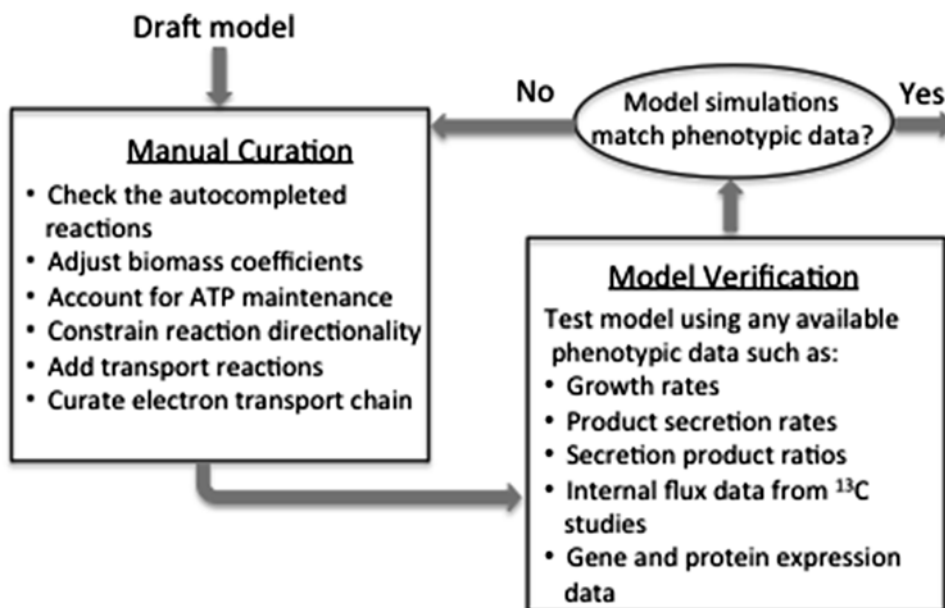 Draft model
Manual Curation
• Check the autocompleted
reactions
• Adjust biomass coefficients
• Account for ATP maintenance
• Constrain reaction directionality
• Add transport reactions
• Curate electron transport chain
No
Model simulations
match phenotypic data?
Yes
Model Verification
Test model using any available
phenotypic data such as:
• Growth rates
• Product secretion rates
• Secretion product ratios
• Internal flux data from ¹³C
studies
• Gene and protein expression
data